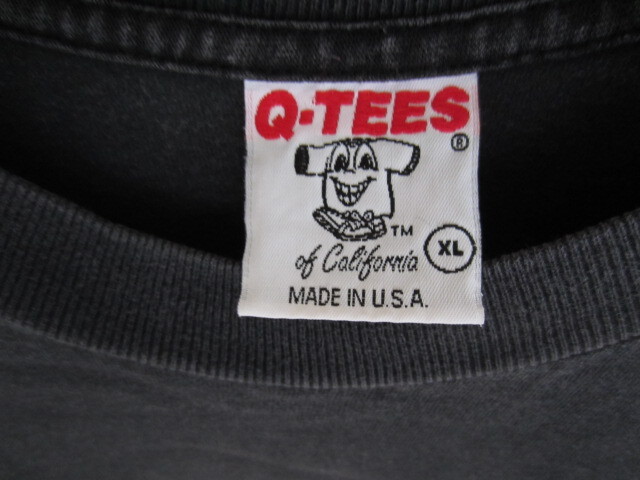 Q-TEES
®
TM
of California XL
MADE IN U.S.A.